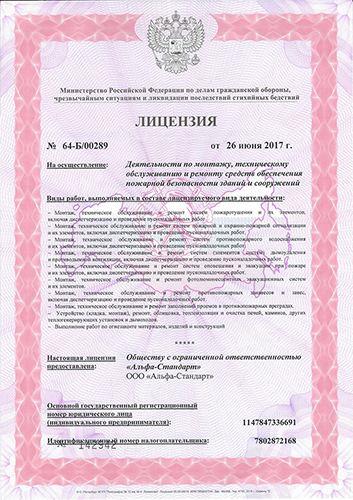 Министерство Российской Федерации по делам гражданской обороны,
чрезвычайным ситуациям и ликвидации последствий стихийных бедствий
ЛИЦЕНЗИЯ
№ 64-Б/00289 от 26 июня 2017 г.
На осуществление: Деятельности по монтажу, техническому
обслуживанию и ремонту средств обеспечения
пожарной безопасности зданий и сооружений
Виды работ, выполняемых в составе лицензируемого вида деятельности:
- Монтаж, техническое обслуживание и ремонт систем пожаротушения и их элементов,
включая диспетчеризацию и проведение пусконаладочных работ.
- Монтаж, техническое обслуживание и ремонт систем пожарной и охранно-пожарной сигнализации
и их элементов, включая диспетчеризацию и проведение пусконаладочных работ.
- Монтаж, техническое обслуживание и ремонт систем противопожарного водоснабжения
и их элементов, включая диспетчеризацию и проведение пусконаладочных работ.
- Монтаж, техническое обслуживание и ремонт систем (элементов систем) дымоудаления
и противодымной вентиляции, включая диспетчеризацию и проведение пусконаладочных работ.
- Монтаж, техническое обслуживание и ремонт систем оповещения и эвакуации при пожаре
и их элементов, включая диспетчеризацию и проведение пусконаладочных работ.
- Монтаж, техническое обслуживание и ремонт фотолюминесцентных эвакуационных систем
и их элементов.
- Монтаж, техническое обслуживание и ремонт противопожарных занавесов и завес,
включая диспетчеризацию и проведение пусконаладочных работ.
- Монтаж, техническое обслуживание и ремонт заполнений проемов в противопожарных преградах.
- Устройство (кладка, монтаж), ремонт, облицовка, теплоизоляция и очистка печей, каминов, других
теплогенерирующих установок и дымоходов.
- Выполнение работ по огнезащите материалов, изделий и конструкций
*****
Настоящая лицензия Обществу с ограниченной ответственностью
предоставлена: «Альфа-Стандарт»
ООО «Альфа-Стандарт»
Основной государственный регистрационный
номер юридического лица
(индивидуального предпринимателя) 1147847336691
Идентификационный номер налогоплательщика: 7802872168
№ 142942